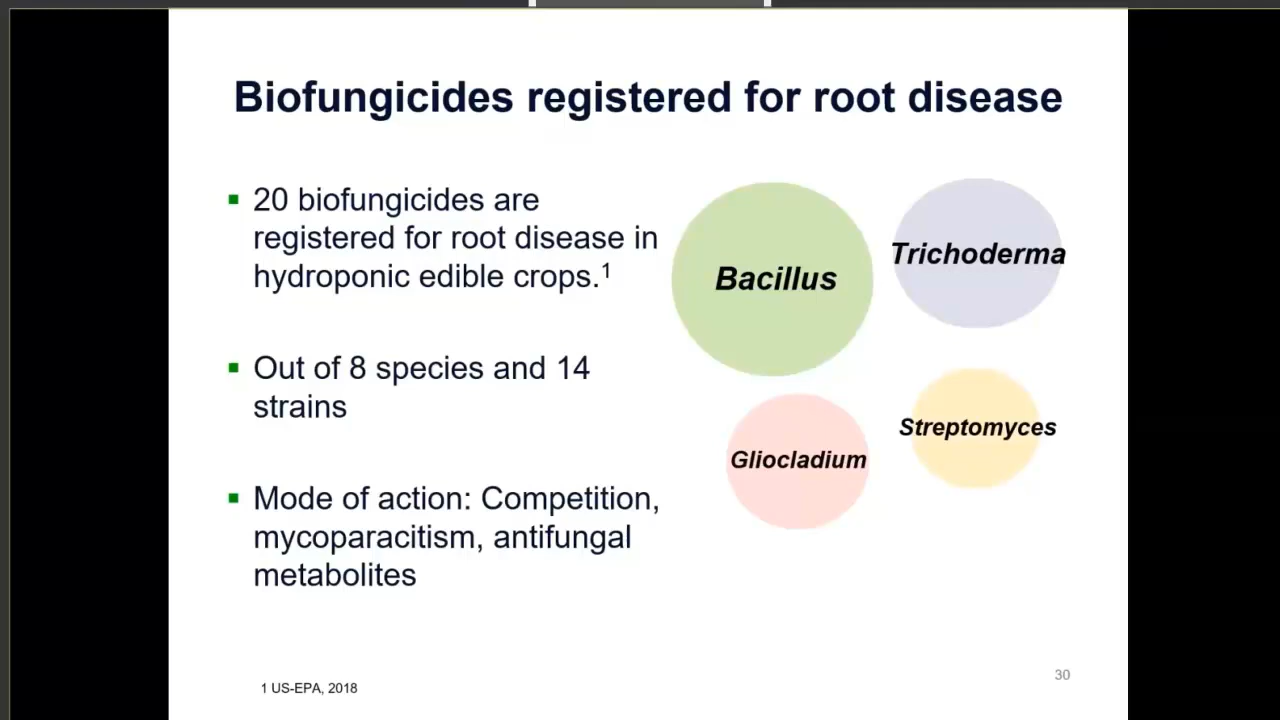 Biofungicides registered for root disease
20 biofungicides are
registered for root disease in
hydroponic edible crops.¹
Out of 8 species and 14
strains
Mode of action: Competition,
mycoparacitism, antifungal
metabolites
Bacillus
Trichoderma
Gliocladium
Streptomyces
1 US-EPA, 2018
30